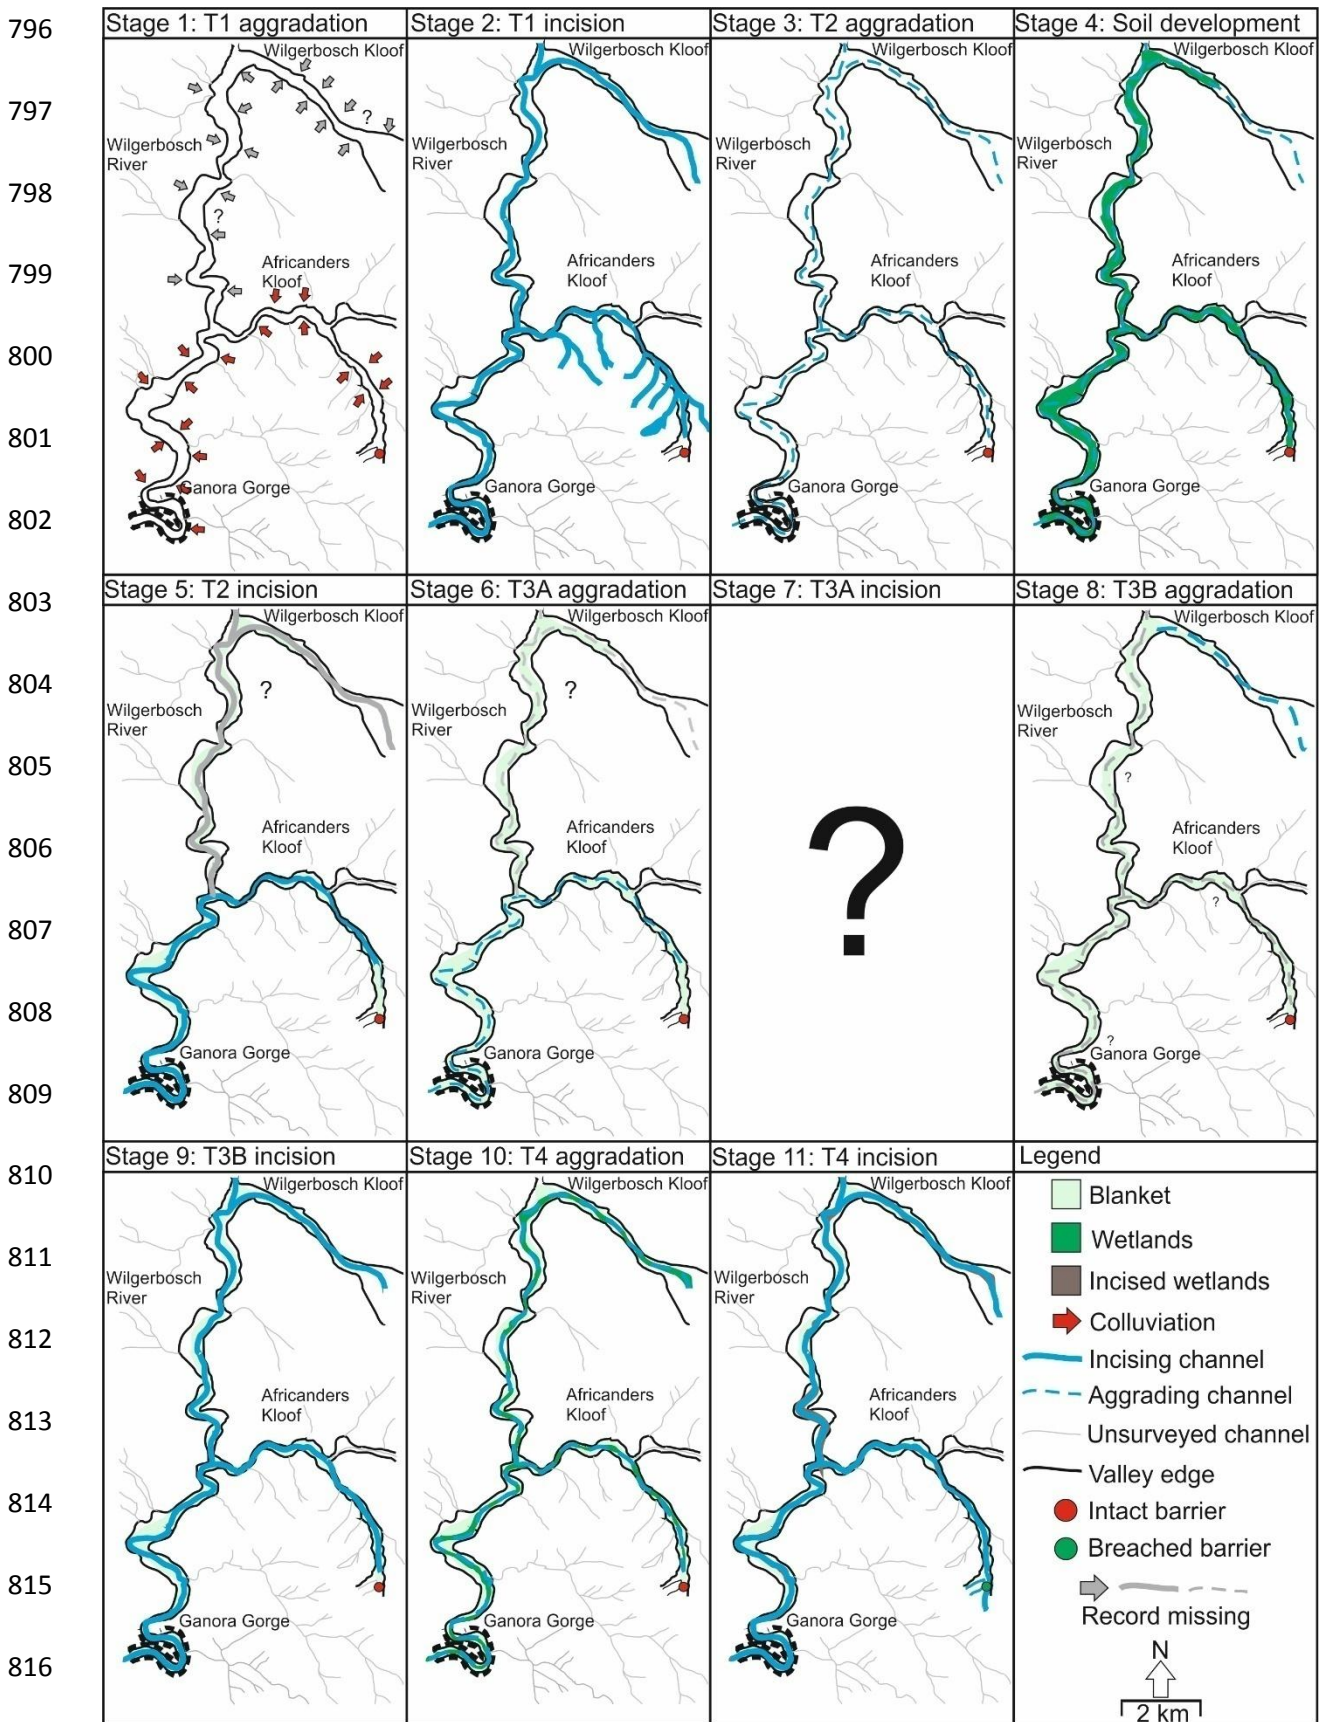 796
797
798
799
800
801
802
803
804
805
806
807
808
809
810
811
812
813
814
815
816
Stage 1: T1 aggradation
Wilgerbosch Kloof
?
Wilgerbosch
River
?
Africanders
Kloof
Ganora Gorge
Stage 2: T1 incision
Wilgerbosch Kloof
Wilgerbosch
River
Africanders
Kloof
Ganora Gorge
Stage 3: T2 aggradation
Wilgerbosch Kloof
Wilgerbosch
River
Africanders
Kloof
Ganora Gorge
Stage 4: Soil development
Wilgerbosch Kloof
Wilgerbosch
River
Africanders
Kloof
Ganora Gorge
Stage 5: T2 incision
Wilgerbosch Kloof
?
Wilgerbosch
River
Africanders
Kloof
Ganora Gorge
Stage 6: T3A aggradation
Wilgerbosch Kloof
?
Wilgerbosch
River
Africanders
Kloof
Ganora Gorge
Stage 7: T3A incision
?
Stage 8: T3B aggradation
Wilgerbosch Kloof
Wilgerbosch
River
?
Africanders
Kloof
?
?
Ganora Gorge
Stage 9: T3B incision
Wilgerbosch Kloof
Wilgerbosch
River
Africanders
Kloof
Ganora Gorge
Stage 10: T4 aggradation
Wilgerbosch Kloof
Wilgerbosch
River
Africanders
Kloof
Ganora Gorge
Stage 11: T4 incision
Wilgerbosch Kloof
Wilgerbosch
River
Africanders
Kloof
Ganora Gorge
Legend
Blanket
Wetlands
Incised wetlands
Colluviation
Incising channel
Aggrading channel
Unsurveyed channel
Valley edge
Intact barrier
Breached barrier
Record missing
N
2 km